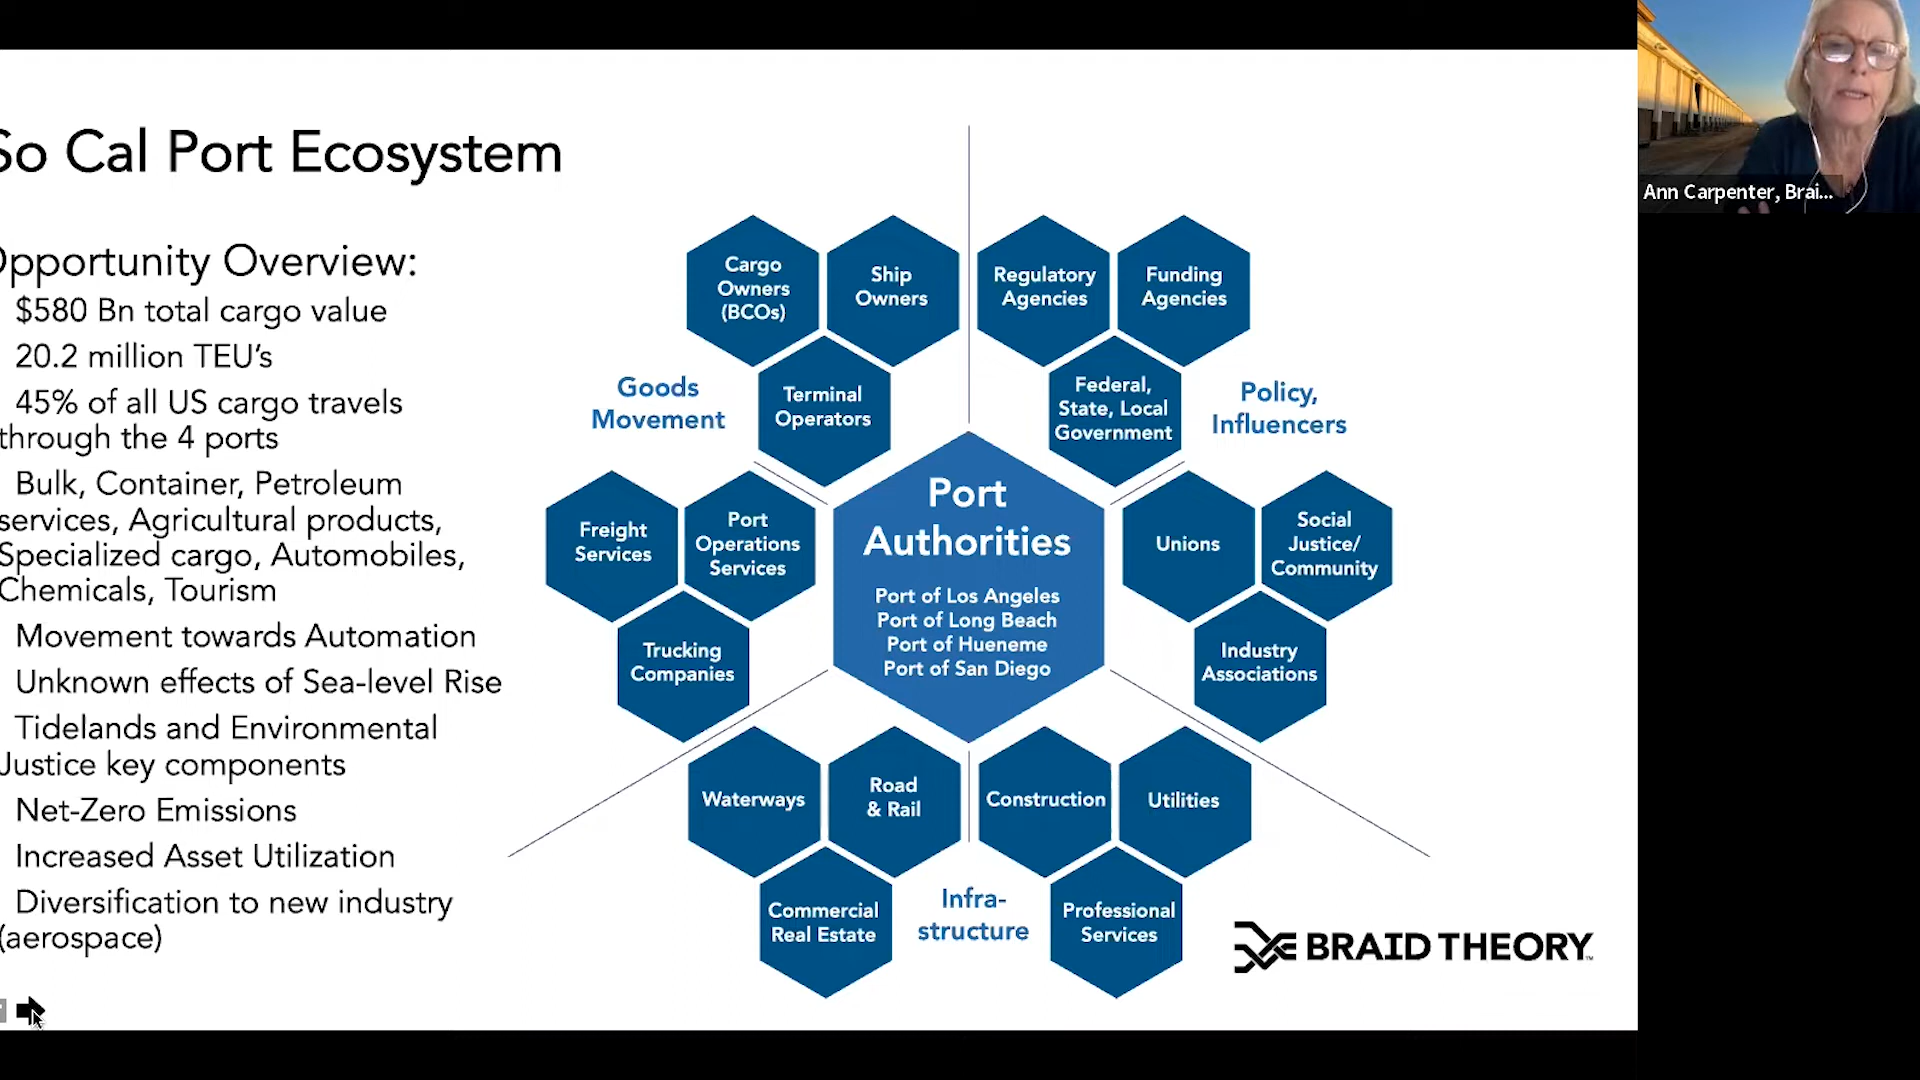 So Cal Port Ecosystem
Opportunity Overview:
$580 Bn total cargo value
20.2 million TEU's
45% of all US cargo travels
through the 4 ports
Bulk, Container, Petroleum
services, Agricultural products,
Specialized cargo, Automobiles,
Chemicals, Tourism
Movement towards Automation
Unknown effects of Sea-level Rise
Tidelands and Environmental
Justice key components
Net-Zero Emissions
Increased Asset Utilization
Diversification to new industry
(aerospace)
Cargo
Owners
(BCOs)
Ship
Owners
Terminal
Operators
Goods
Movement
Freight
Services
Port
Operations
Services
Trucking
Companies
Regulatory
Agencies
Funding
Agencies
Federal,
State, Local
Government
Policy,
Influencers
Unions
Social
Justice/
Community
Industry
Associations
Port
Authorities
Port of Los Angeles
Port of Long Beach
Port of Hueneme
Port of San Diego
Waterways
Road
& Rail
Commercial
Real Estate
Infra-
structure
Construction
Utilities
Professional
Services
BRAID THEORY
Ann Carpenter, Brai...